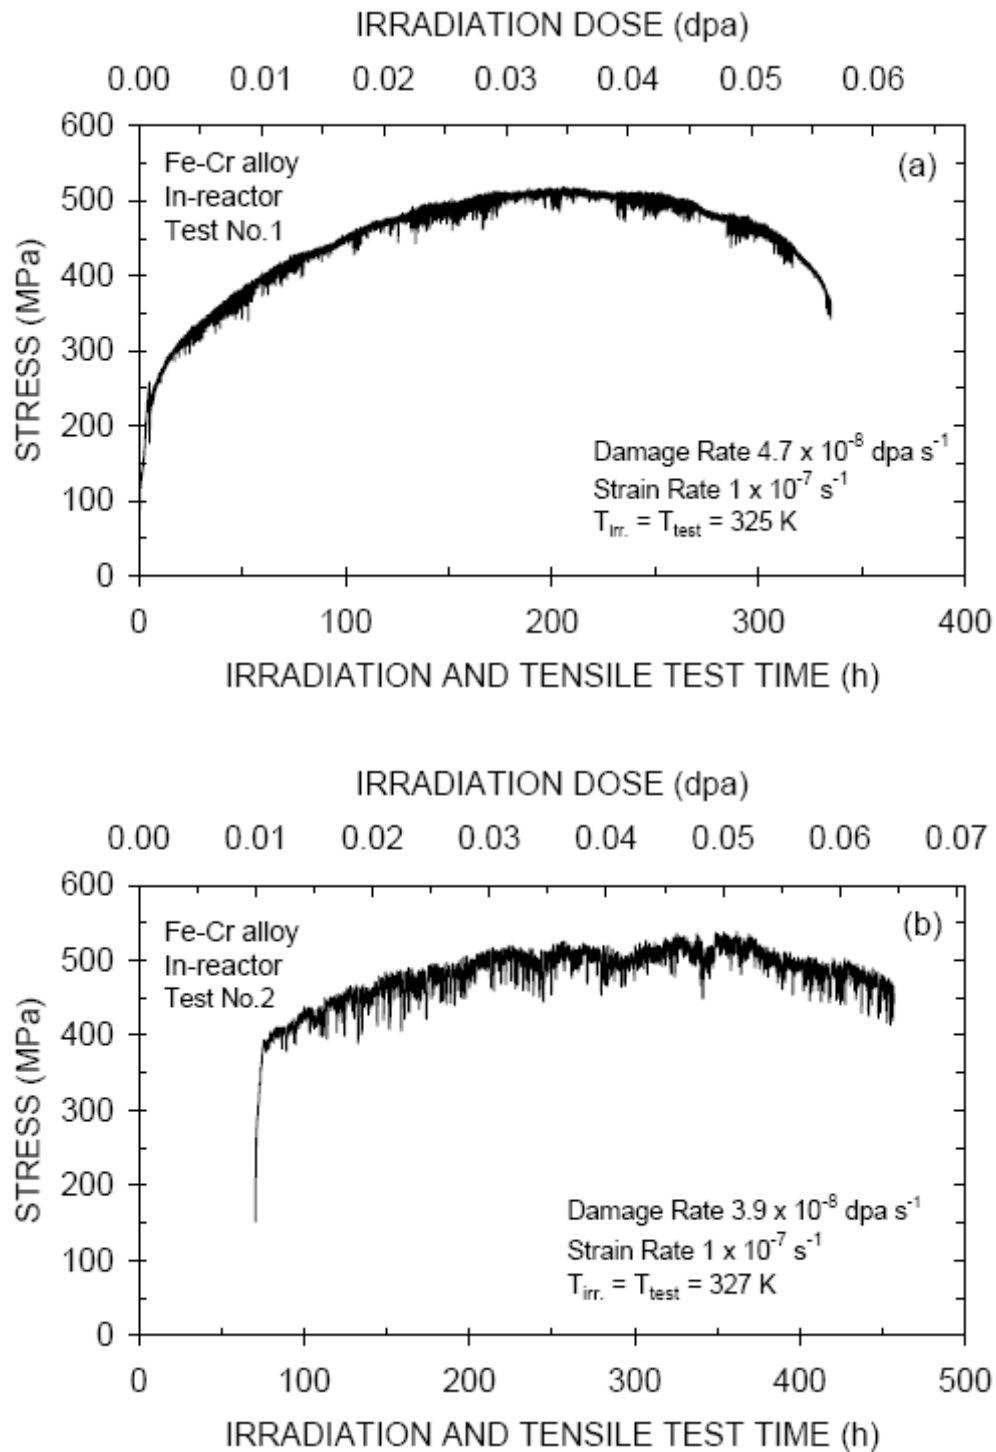 IRRADIATION DOSE (dpa)
0.00 0.01 0.02 0.03 0.04 0.05 0.06
600
500
400
300
200
100
0
STRESS (MPa)
Fe-Cr alloy
In-reactor
Test No.1
(a)
Damage Rate 4.7 x 10⁻⁸ dpa s⁻¹
Strain Rate 1 x 10⁻⁷ s⁻¹
T_irr. = T_test = 325 K
0 100 200 300 400
IRRADIATION AND TENSILE TEST TIME (h)
IRRADIATION DOSE (dpa)
0.00 0.01 0.02 0.03 0.04 0.05 0.06 0.07
600
500
400
300
200
100
0
STRESS (MPa)
Fe-Cr alloy
In-reactor
Test No.2
(b)
Damage Rate 3.9 x 10⁻⁸ dpa s⁻¹
Strain Rate 1 x 10⁻⁷ s⁻¹
T_irr. = T_test = 327 K
0 100 200 300 400 500
IRRADIATION AND TENSILE TEST TIME (h)